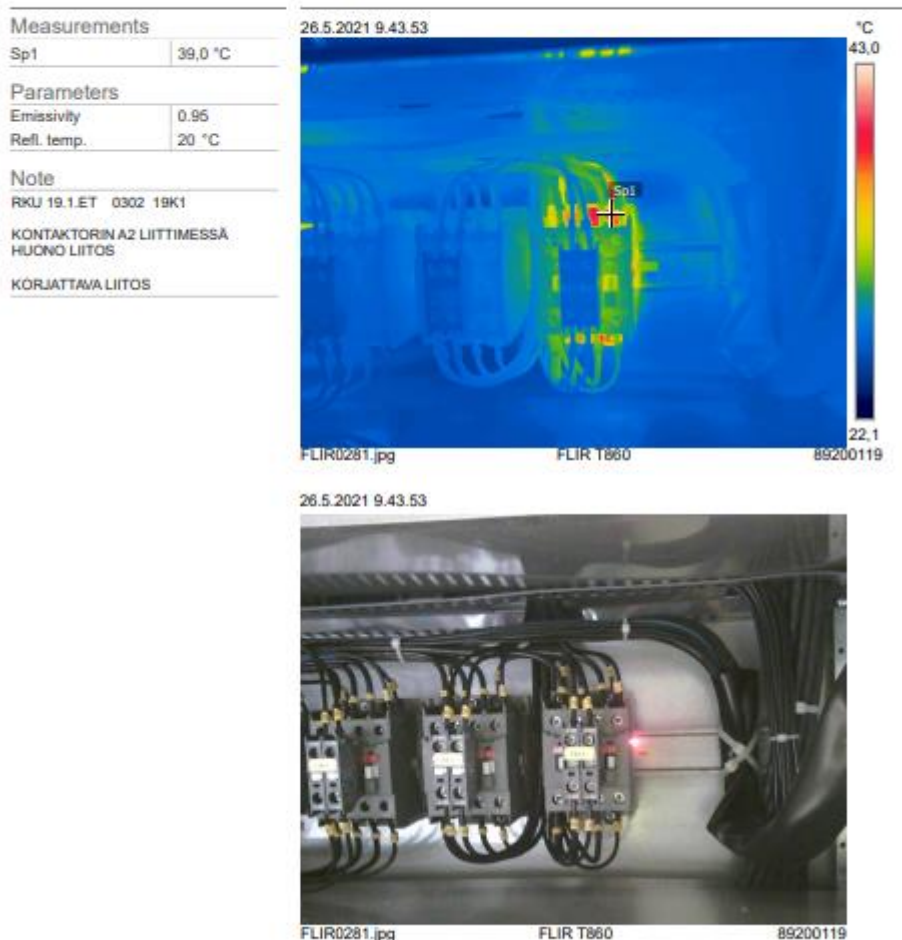 Measurements
Sp1 39,0 °C
Parameters
Emissivity 0.95
Refl. temp. 20 °C
Note
RKU 19.1.ET 0302 19K1
KONTAKTORIN A2 LIITTIMESSÄ
HUONO LIITOS
KORJATTAVA LIITOS
26.5.2021 9.43.53
°C
43,0
Sp1
22,1
FLIR0281.jpg FLIR T860 89200119
26.5.2021 9.43.53
FLIR0281.jpg FLIR T860 89200119